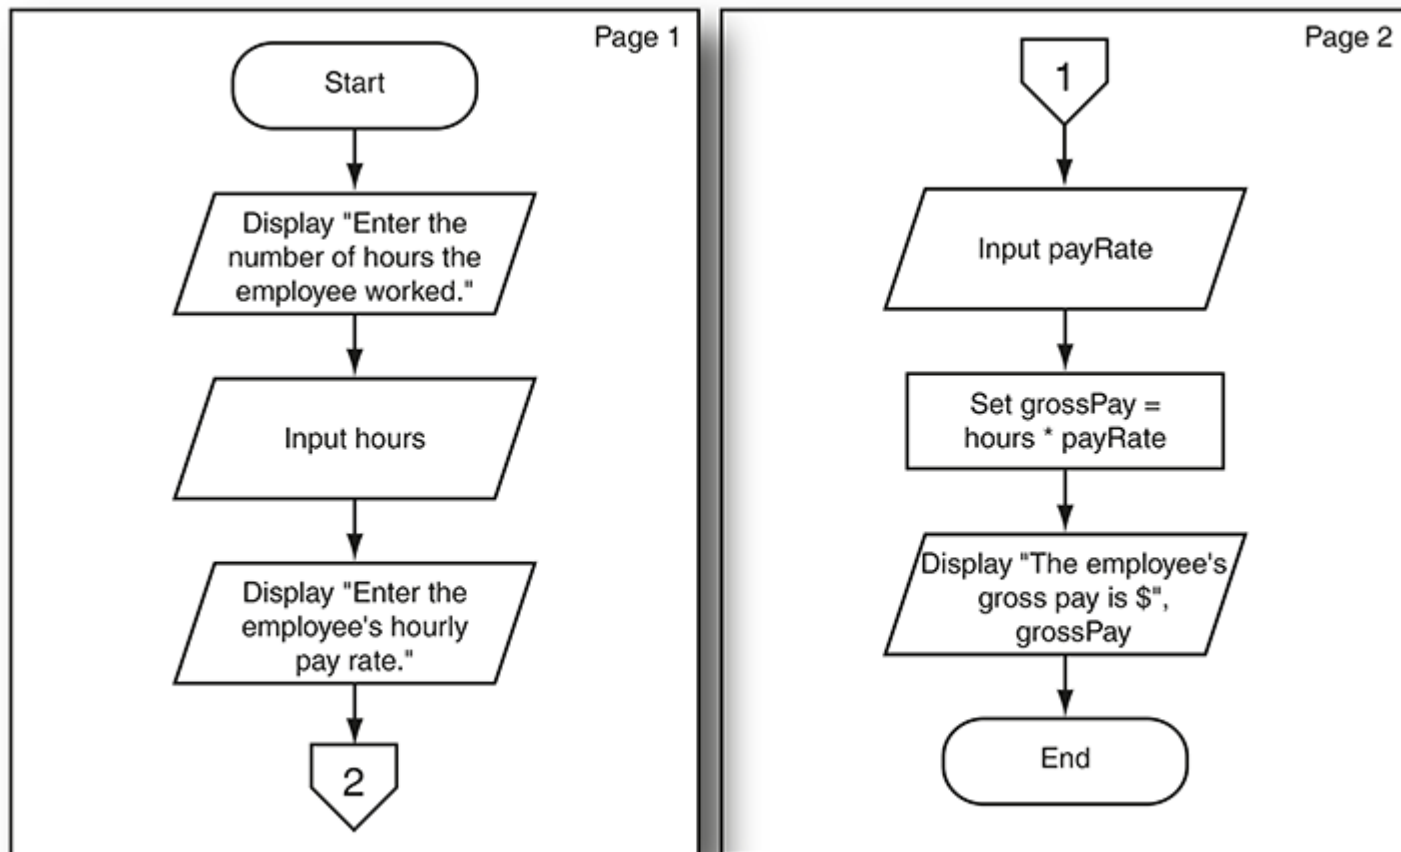 Page 1
Start
Display "Enter the
number of hours the
employee worked."
Input hours
Display "Enter the
employee's hourly
pay rate."
2
Page 2
1
Input payRate
Set grossPay =
hours * payRate
Display "The employee's
gross pay is $",
grossPay
End